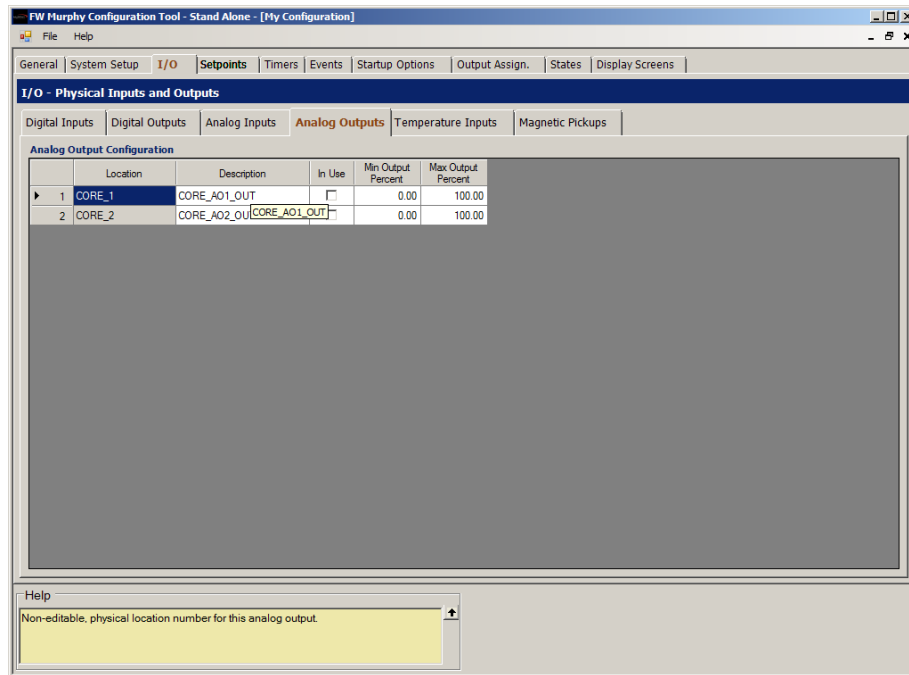 FW Murphy Configuration Tool - Stand Alone - [My Configuration]
File Help
General System Setup I/O Setpoints Timers Events Startup Options Output Assign. States Display Screens
I/O - Physical Inputs and Outputs
Digital Inputs Digital Outputs Analog Inputs Analog Outputs Temperature Inputs Magnetic Pickups
Analog Output Configuration
Location Description In Use Min Output Percent Max Output Percent
1 CORE_1 CORE_AO1_OUT 0.00 100.00
2 CORE_2 CORE_AO2_OU CORE_AO1_OUT 0.00 100.00
Help
Non-editable, physical location number for this analog output.